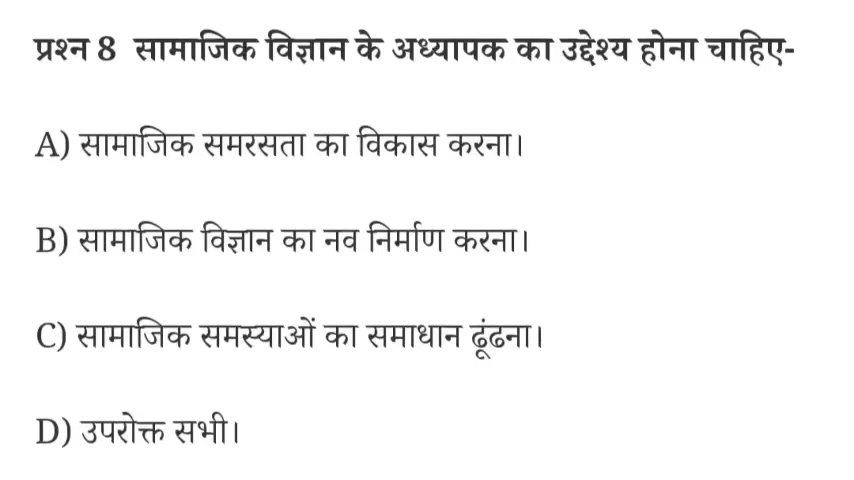 प्रश्न 8 सामाजिक विज्ञान के अध्यापक का उद्देश्य होना चाहिए-
A) सामाजिक समरसता का विकास करना।
B) सामाजिक विज्ञान का नव निर्माण करना।
C) सामाजिक समस्याओं का समाधान ढूंढना।
D) उपरोक्त सभी।